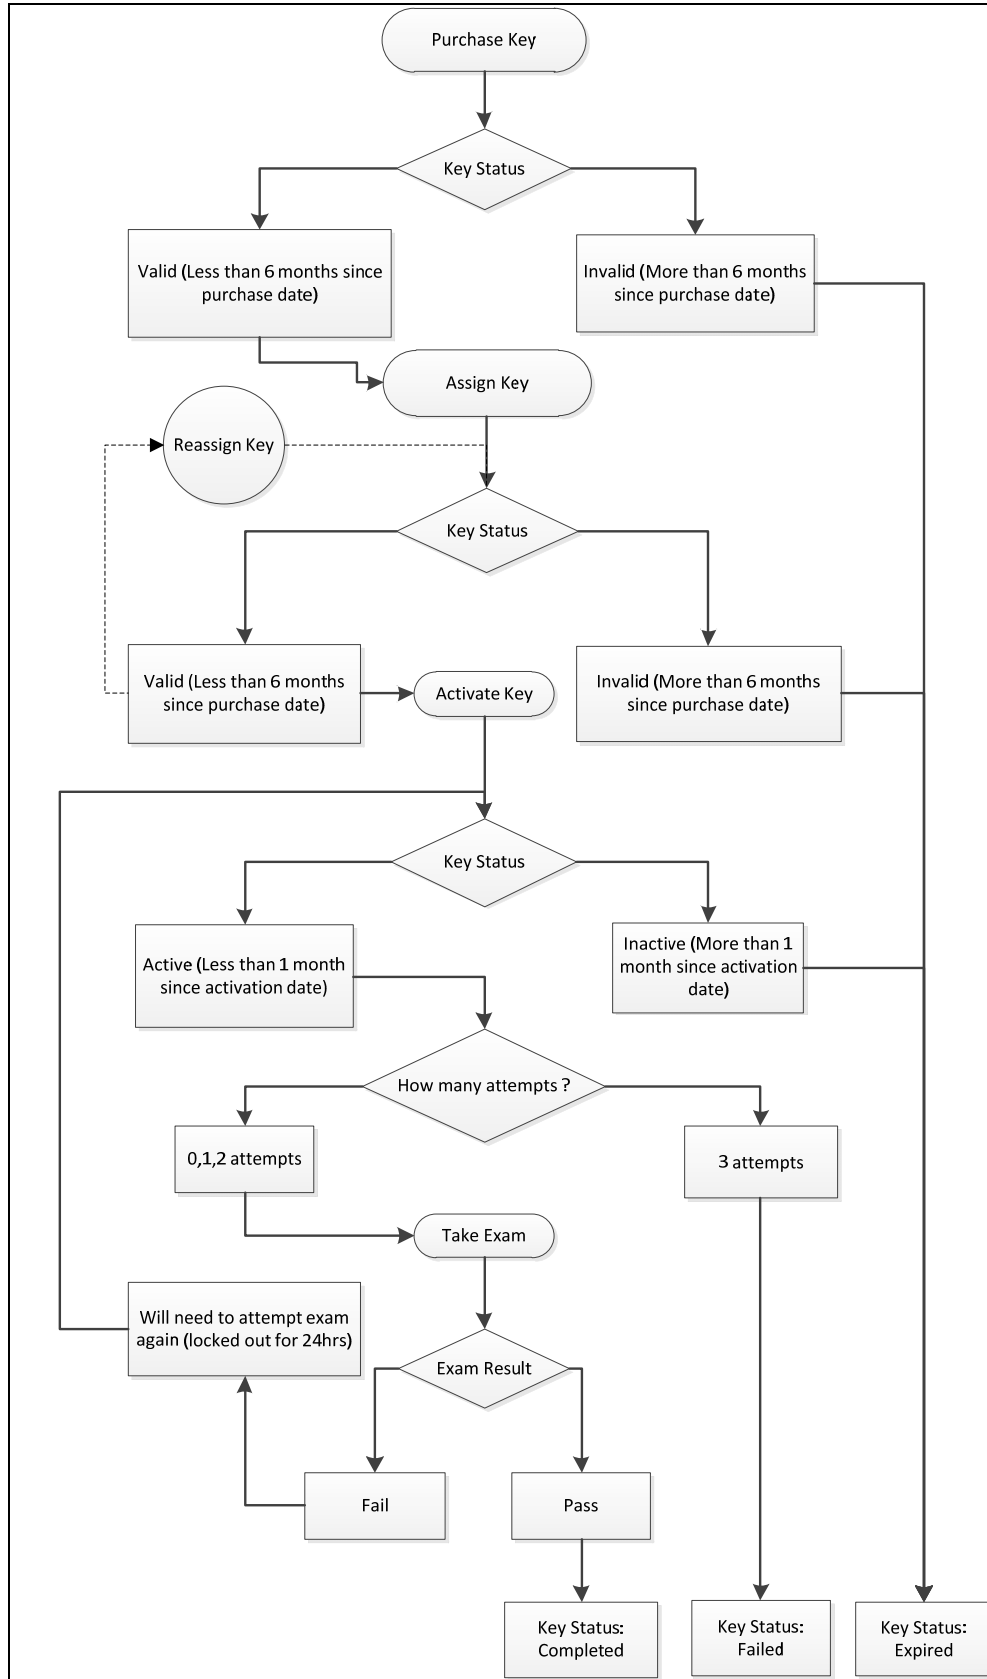 Purchase Key
Key Status
Valid (Less than 6 months since
purchase date)
Invalid (More than 6 months
since purchase date)
Assign Key
Reassign Key
Key Status
Valid (Less than 6 months
since purchase date)
Activate Key
Invalid (More than 6 months
since purchase date)
Key Status
Active (Less than 1 month
since activation date)
Inactive (More than 1
month since activation
date)
How many attempts ?
0,1,2 attempts
3 attempts
Take Exam
Will need to attempt exam
again (locked out for 24hrs)
Exam Result
Fail
Pass
Key Status:
Completed
Key Status:
Failed
Key Status:
Expired